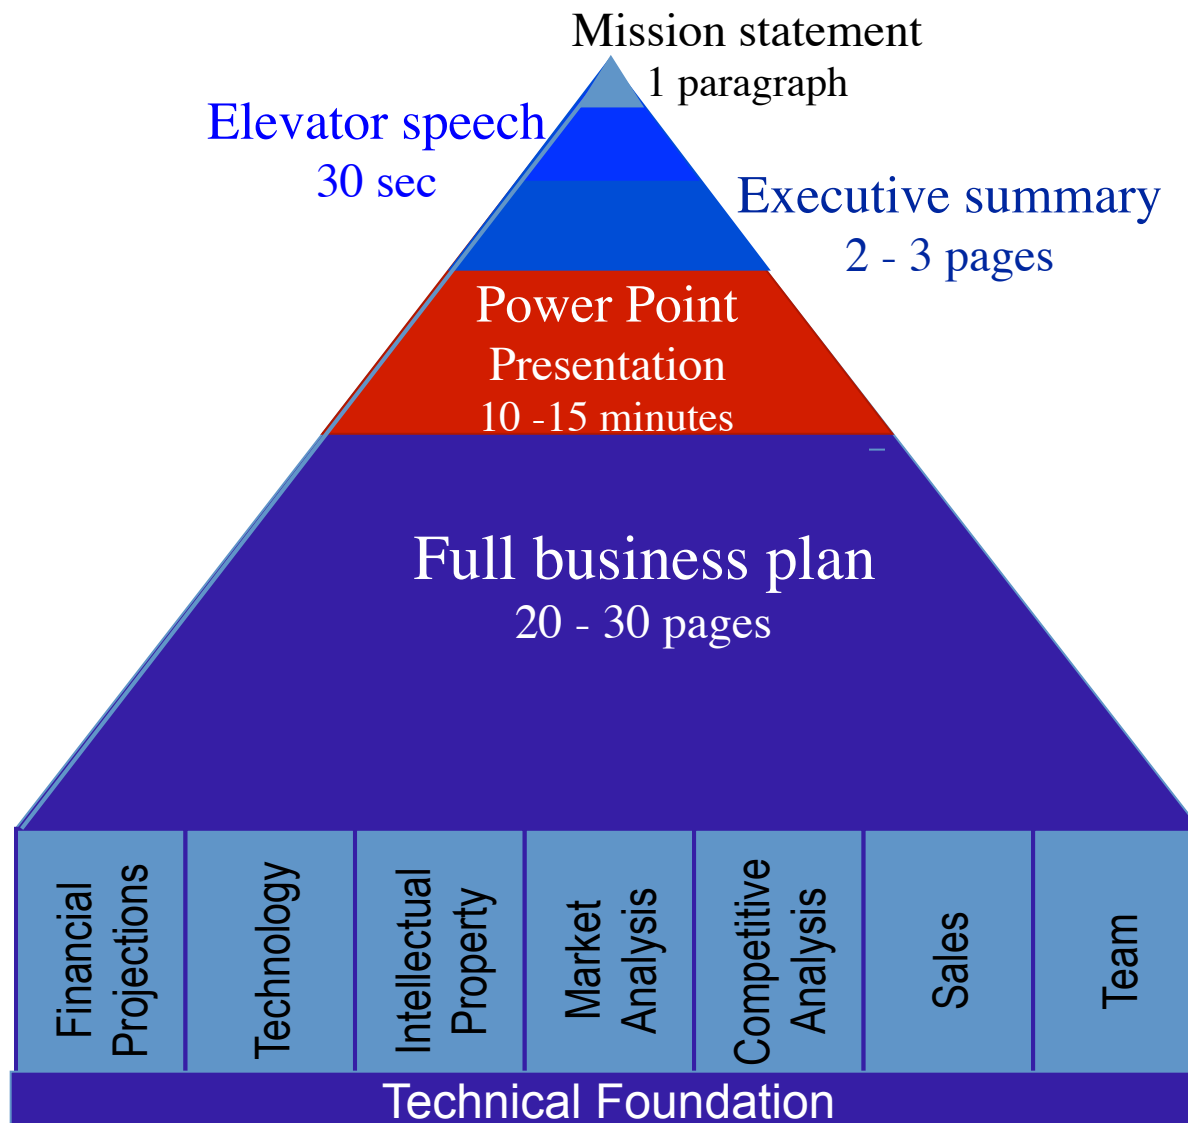 Mission statement
1 paragraph
Elevator speech
30 sec
Executive summary
2 - 3 pages
Power Point
Presentation
10 -15 minutes
Full business plan
20 - 30 pages
Financial
Projections
Technology
Intellectual
Property
Market
Analysis
Competitive
Analysis
Sales
Team
Technical Foundation